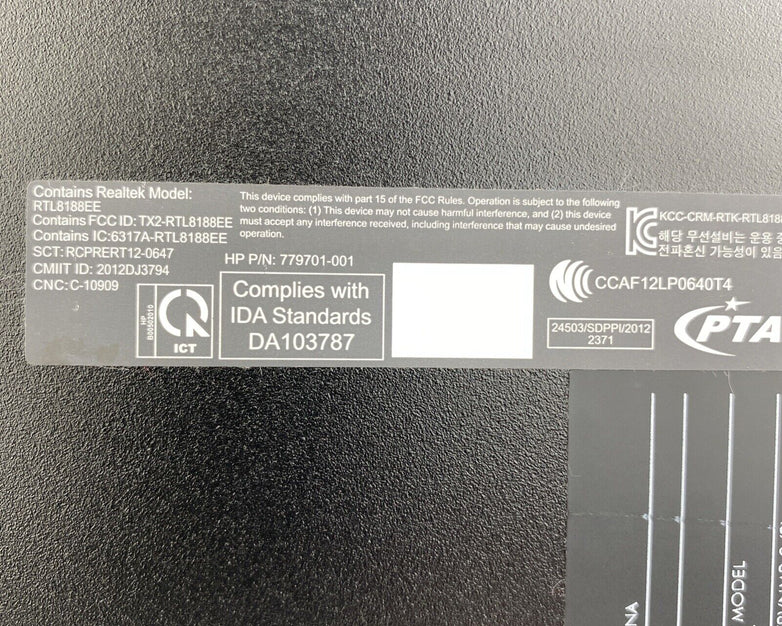 Contains Realtek Model:
RTL8188EE
Contains FCC ID: TX2-RTL8188EE
Contains IC:6317A-RTL8188EE
SCT: RCPRERT12-0647
CMIIT ID: 2012DJ3794
CNC: C-10909
This device complies with part 15 of the FCC Rules. Operation is subject to the following
two conditions: (1) This device may not cause harmful interference, and (2) this device
must accept any interference received, including interference that may cause undesired
operation.
HP P/N: 779701-001
HP
B00502010
ICT
Complies with
IDA Standards
DA103787
KCC-CRM-RTK-RTL8188
해당 무선설비는 운용 중
전파혼신 가능성이 있음
CCAF12LP0640T4
24503/SDPPI/2012
2371
PTA
NA
MODEL